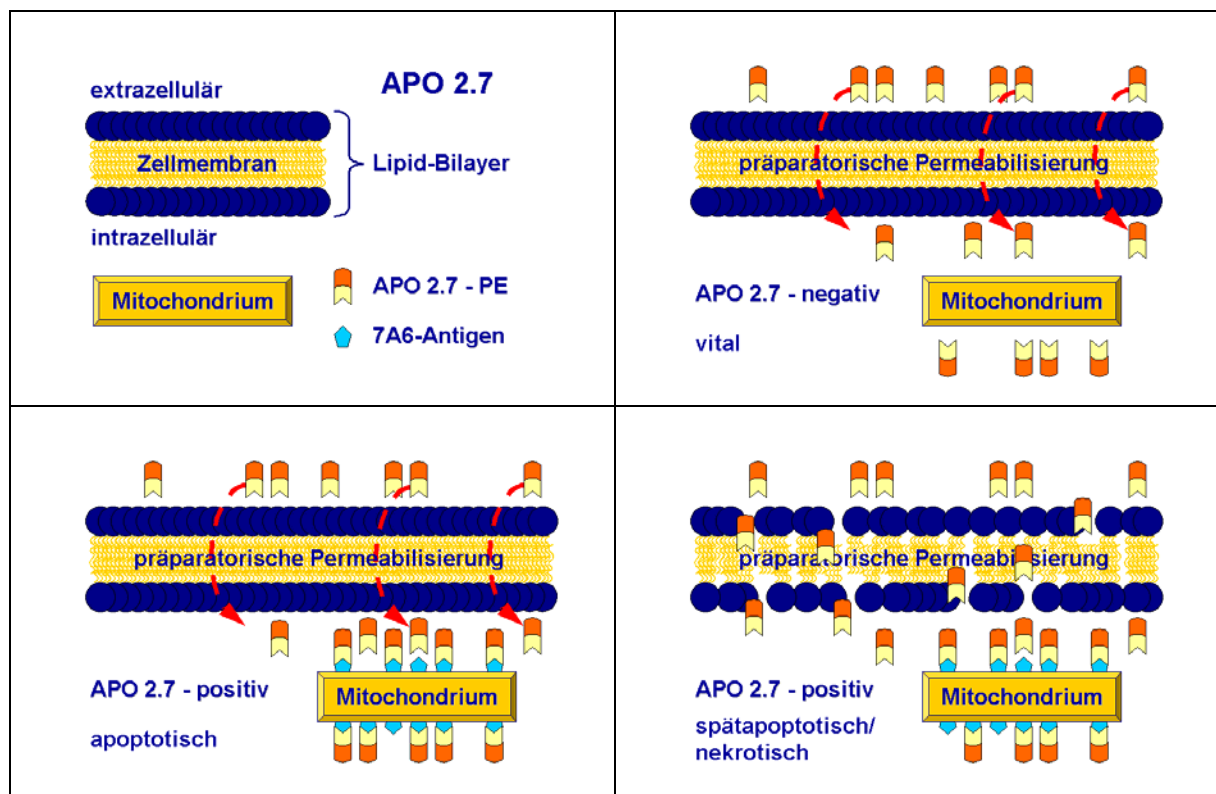 extrazellulär
APO 2.7
Zellmembran
Lipid-Bilayer
intrazellulär
Mitochondrium
APO 2.7 - PE
7A6-Antigen
präparatorische Permeabilisierung
APO 2.7 - negativ
vital
Mitochondrium
präparatorische Permeabilisierung
APO 2.7 - positiv
apoptotisch
Mitochondrium
präparatorische Permeabilisierung
APO 2.7 - positiv
spätapoptotisch/
nekrotisch
Mitochondrium